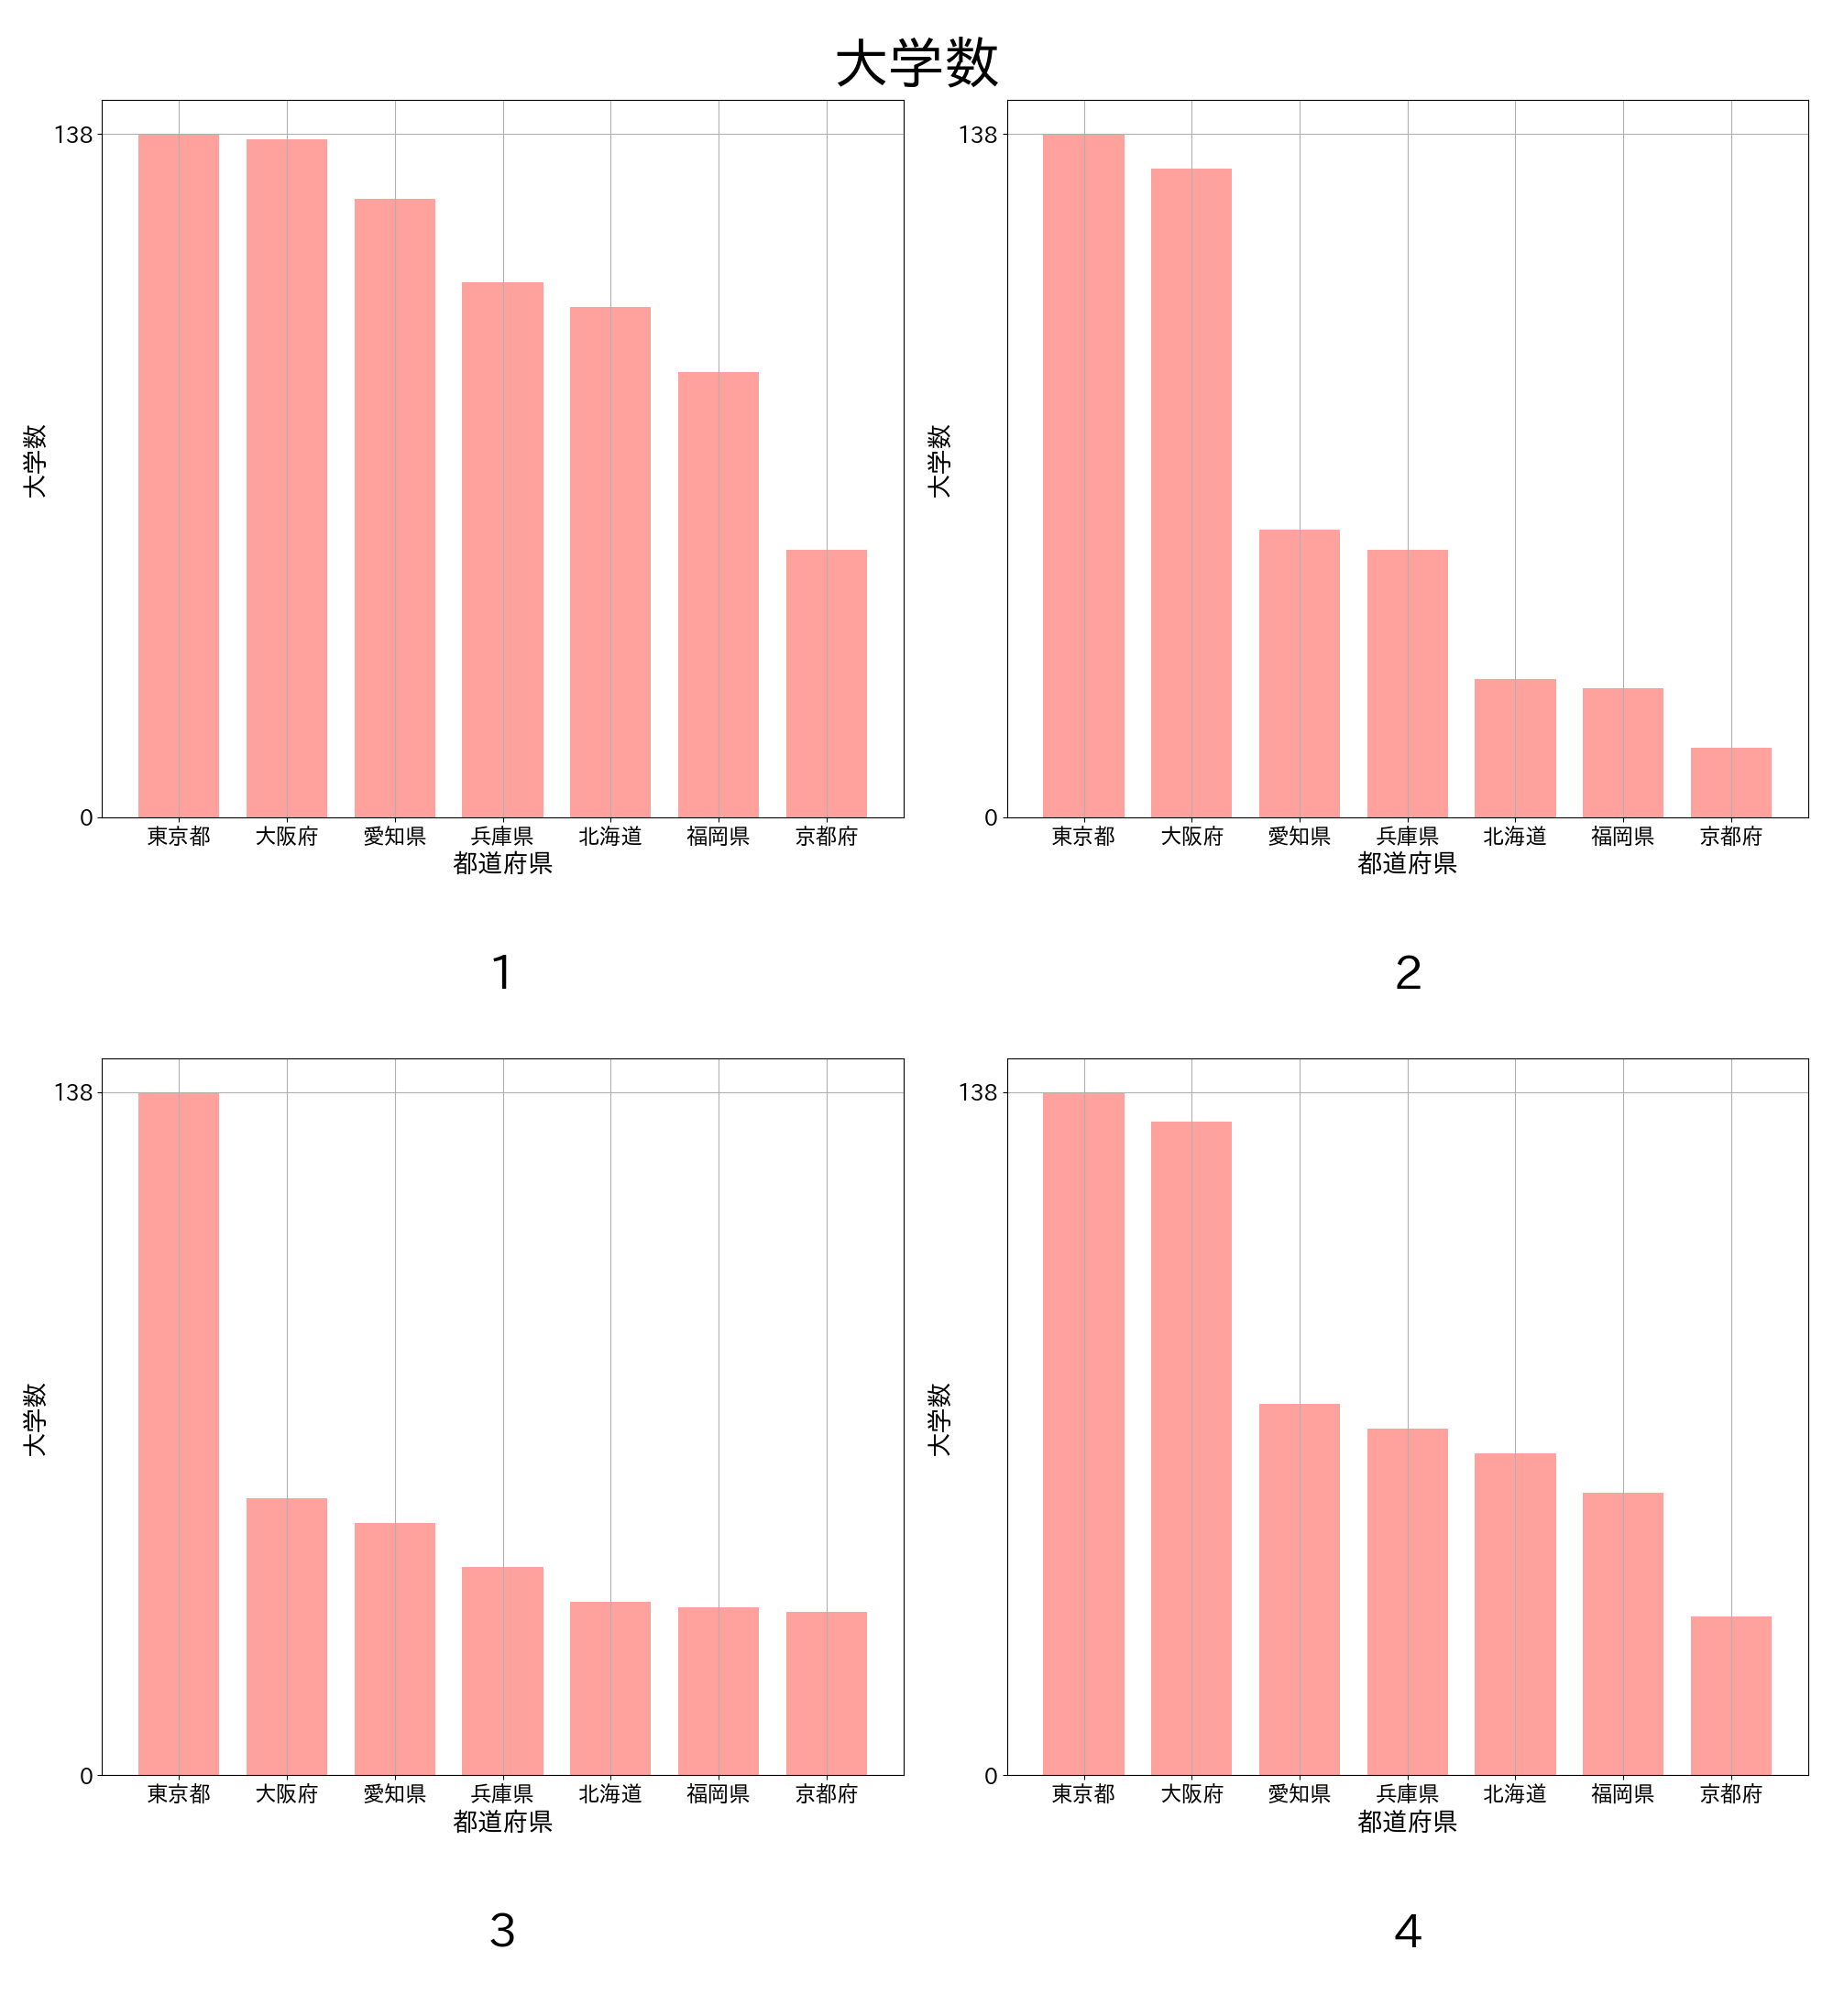 大学数
138
0
大学数
東京都 大阪府 愛知県 兵庫県 北海道 福岡県 京都府
都道府県
1
138
0
大学数
東京都 大阪府 愛知県 兵庫県 北海道 福岡県 京都府
都道府県
2
138
0
大学数
東京都 大阪府 愛知県 兵庫県 北海道 福岡県 京都府
都道府県
3
138
0
大学数
東京都 大阪府 愛知県 兵庫県 北海道 福岡県 京都府
都道府県
4